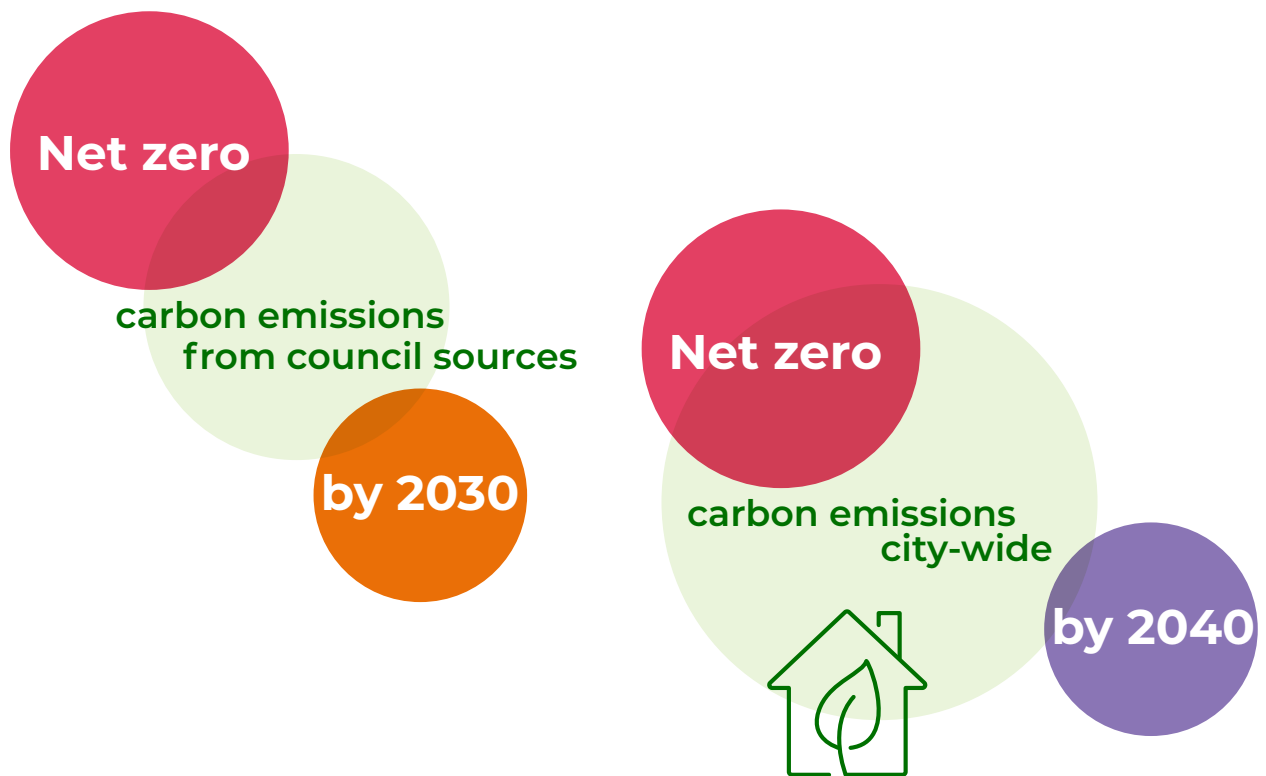 Net zero
carbon emissions
from council sources
by 2030
Net zero
carbon emissions
city-wide
by 2040